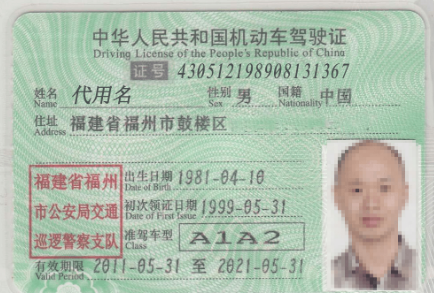 中华人民共和国机动车驾驶证
Driving License of the People's Republic of China
证号 430512198908131367
姓名 代用名 性别 男 国籍 中国
Name Sex Nationality
住址 福建省福州市鼓楼区
Address
福建省福州
市公安局交通
巡逻警察支队
出生日期 1981-04-10
Date of Birth
初次领证日期 1999-05-31
Date of First Issue
准驾车型 A1A2
Class
有效期限 2011-05-31 至 2021-05-31
Valid Period